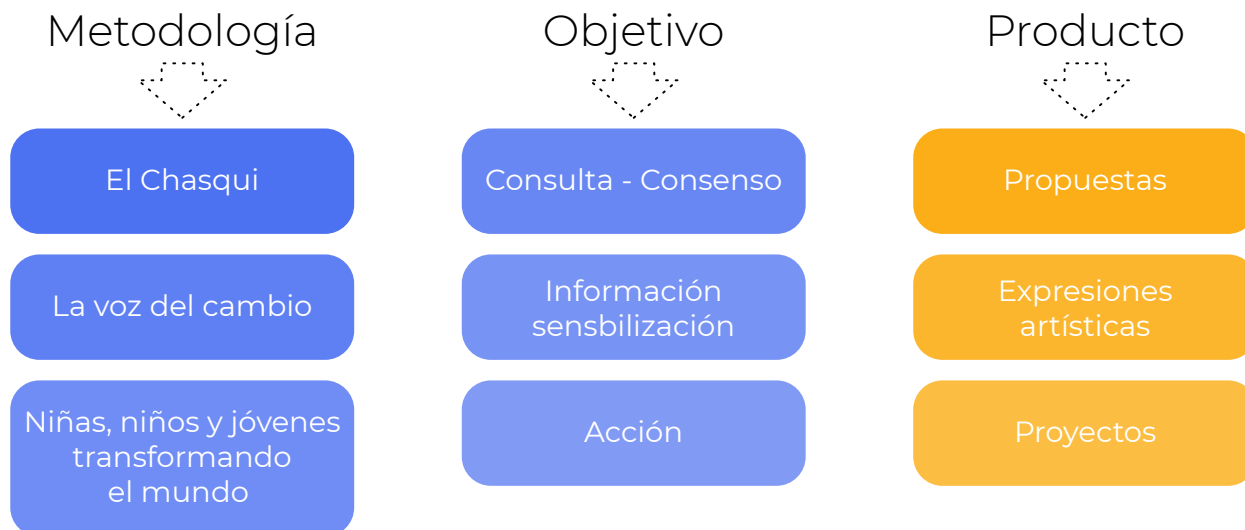 Metodología
Objetivo
Producto
El Chasqui
Consulta - Consenso
Propuestas
La voz del cambio
Información
sensbilización
Expresiones
artísticas
Niñas, niños y jóvenes
transformando
el mundo
Acción
Proyectos